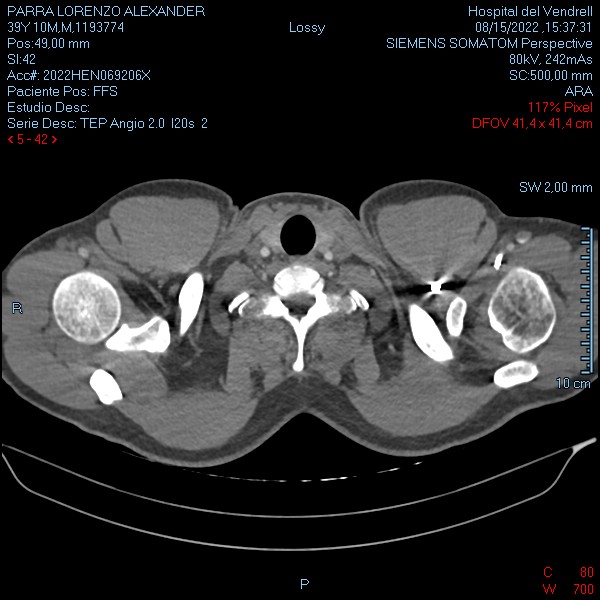 PARRA LORENZO ALEXANDER
39Y 10M,M,1193774
Pos:49,00 mm
SI:42
Acc#: 2022HEN069206X
Paciente Pos: FFS
Estudio Desc:
Serie Desc: TEP Angio 2.0 I20s 2
< 5 - 42 >
Lossy
Hospital del Vendrell
08/15/2022 ,15:37:31
SIEMENS SOMATOM Perspective
80kV, 242mAs
SC:500,00 mm
ARA
117% Pixel
DFOV 41,4 x 41,4 cm
SW 2,00 mm
R
10 cm
P
C 80
W 700